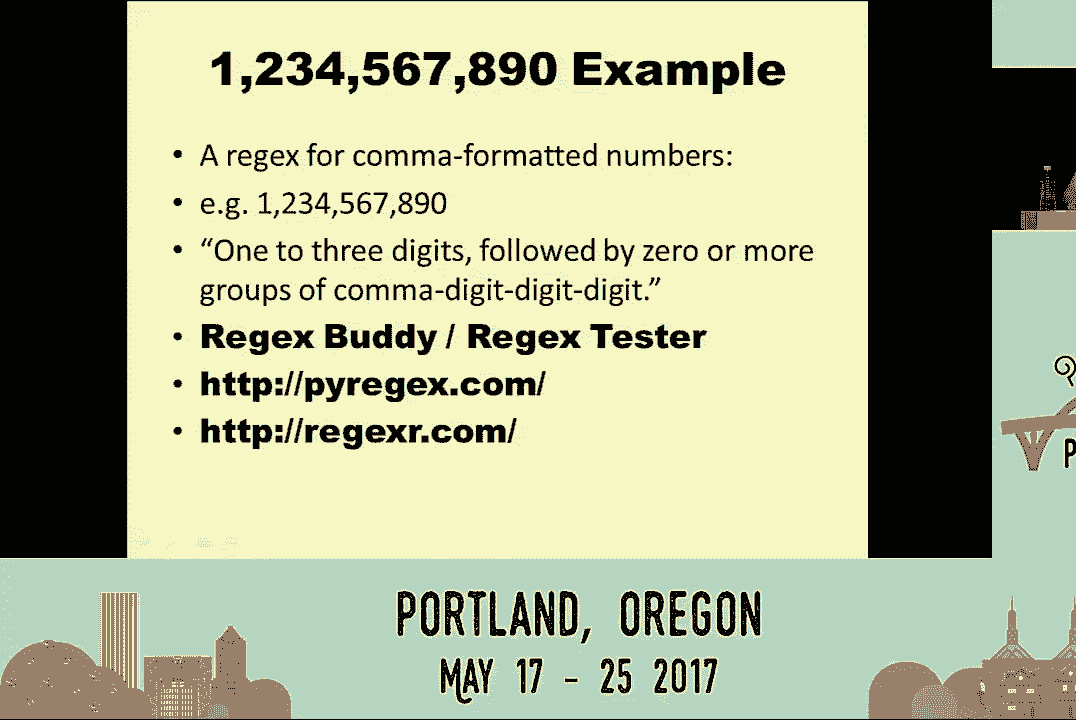 1,234,567,890 Example
• A regex for comma-formatted numbers:
• e.g. 1,234,567,890
• “One to three digits, followed by zero or more
groups of comma-digit-digit-digit.”
• Regex Buddy / Regex Tester
• http://pyregex.com/
• http://regexr.com/
P
PORTLAND, OREGON
MAY 17 - 25 2017